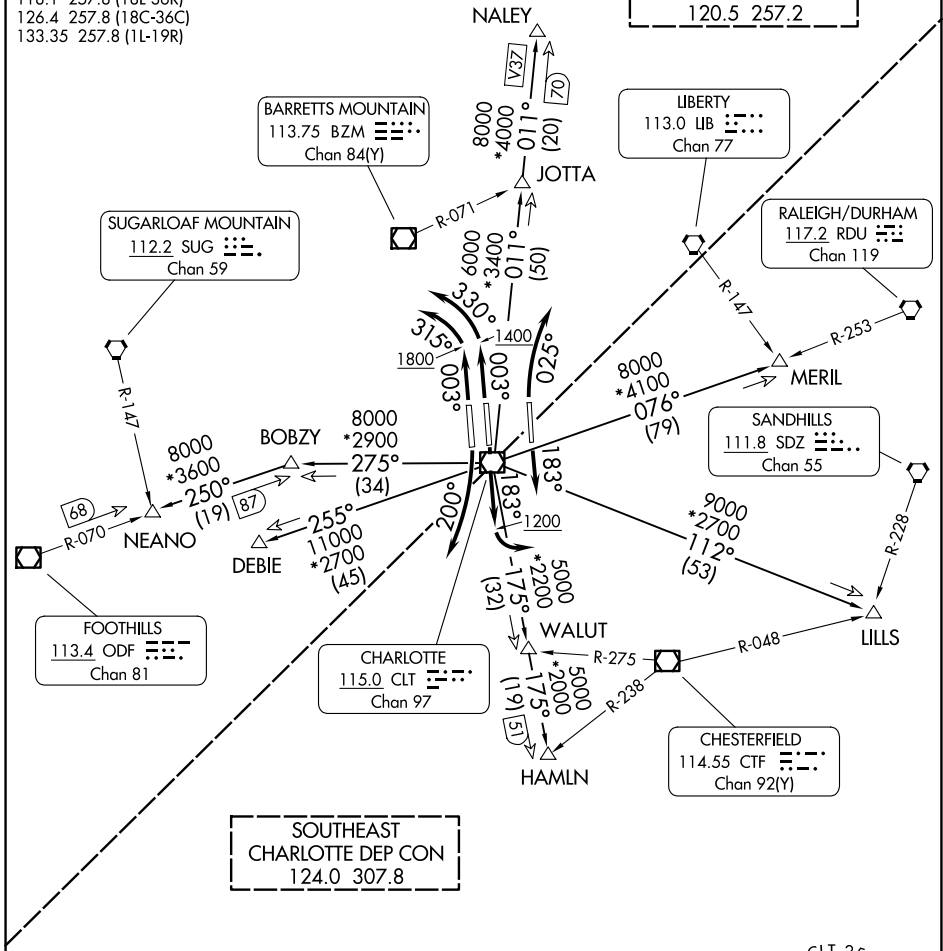 126.4 257.8 (18C-36C)
133.35 257.8 (1L-19R)
120.5 257.2
NALEY
V37
70
8000
*4000
011°
(20)
BARRETTS MOUNTAIN
113.75 BZM
Chan 84(Y)
LIBERTY
113.0 LIB
Chan 77
JOTTA
R-071
SUGARLOAF MOUNTAIN
112.2 SUG
Chan 59
RALEIGH/DURHAM
117.2 RDU
Chan 119
6000
*3400
011°
(50)
330°
315°
1400
1800
003°
003°
025°
R-147
R-253
MERIL
8000
*4100
076°
(79)
R-147
SANDHILLS
111.8 SDZ
Chan 55
BOBZY
8000
*2900
275°
(34)
8000
*3600
250°
(19)
87
68
R-070
NEANO
255°
11000
*2700
(45)
DEBIE
200°
183°
183°
1200
9000
*2700
112°
(53)
R-228
LILLS
FOOTHILLS
113.4 ODF
Chan 81
CHARLOTTE
115.0 CLT
Chan 97
5000
*2200
175°
(32)
WALUT
R-275
R-048
R-238
5000
*2000
175°
(19)
51
HAMLN
CHESTERFIELD
114.55 CTF
Chan 92(Y)
SOUTHEAST
CHARLOTTE DEP CON
124.0 307.8